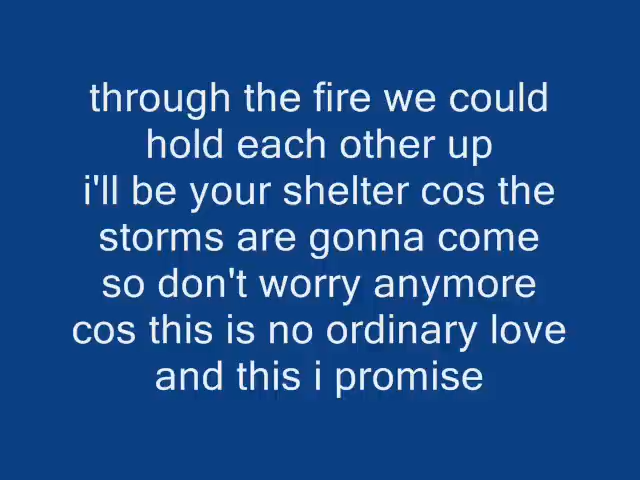 through the fire we could
hold each other up
i'll be your shelter cos the
storms are gonna come
so don't worry anymore
cos this is no ordinary love
and this i promise